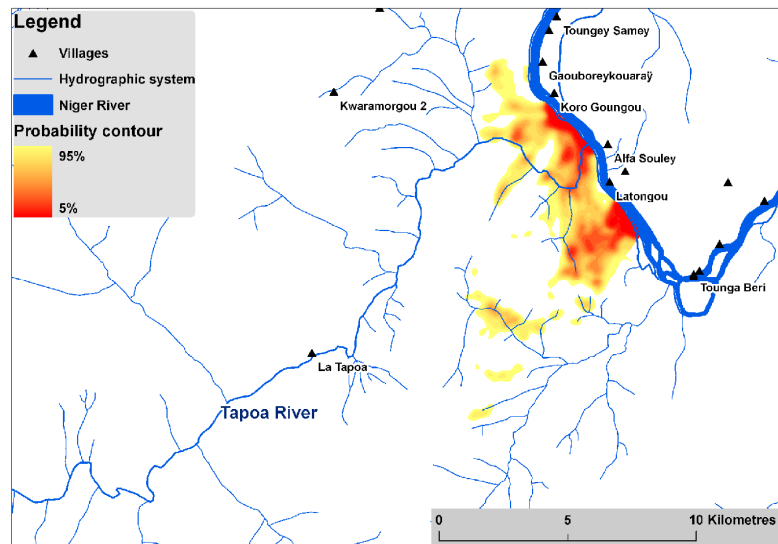 Legend
Villages
Hydrographic system
Niger River
Probability contour
95%
5%
Toungey Samey
Gaouboreykouaraÿ
Kwaramorgou 2
Koro Goungou
Alfa Souley
Latongou
Tounga Beri
La Tapoa
Tapoa River
0 5 10 Kilometres